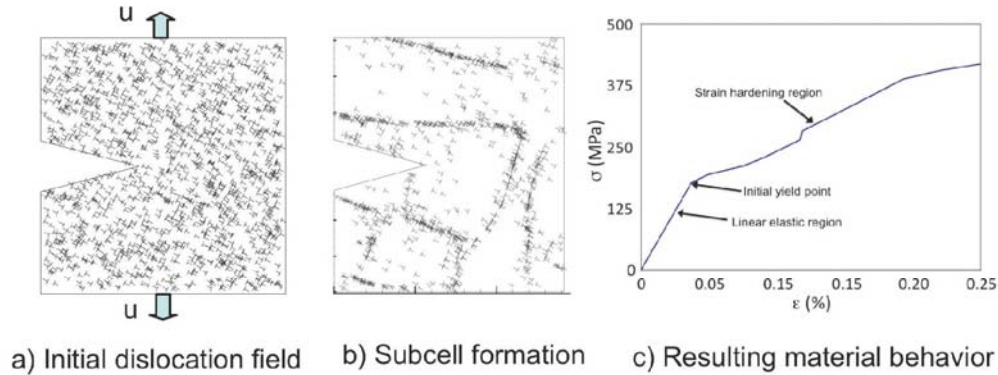 u
u
a) Initial dislocation field
b) Subcell formation
500
375
250
125
0
σ (MPa)
Strain hardening region
Initial yield point
Linear elastic region
0 0.05 0.15 0.15 0.20 0.25
ε (%)
c) Resulting material behavior